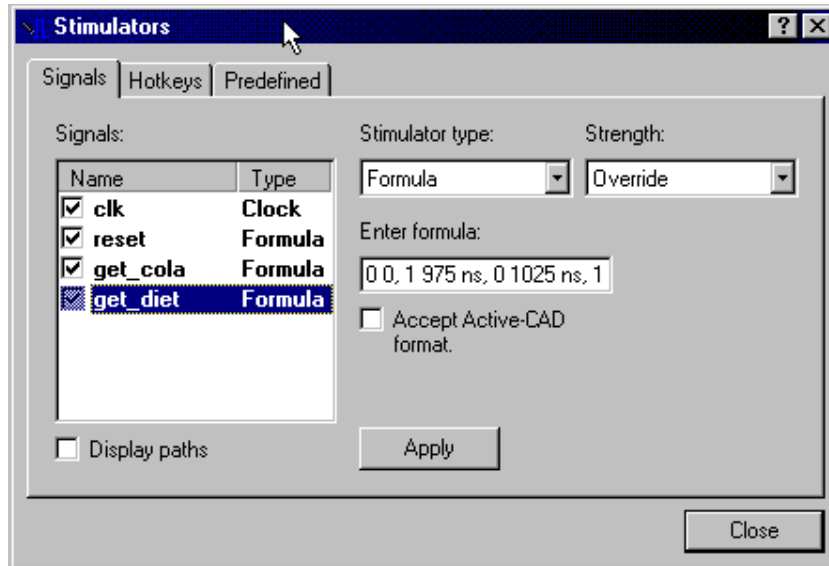 Stimulators
Signals Hotkeys Predefined
Signals: Stimulator type: Strength:
Name Type Formula Override
clk Clock
reset Formula Enter formula:
get_cola Formula 0 0, 1 975 ns, 0 1025 ns, 1
get_diet Formula
Accept Active-CAD
format.
Display paths Apply
Close